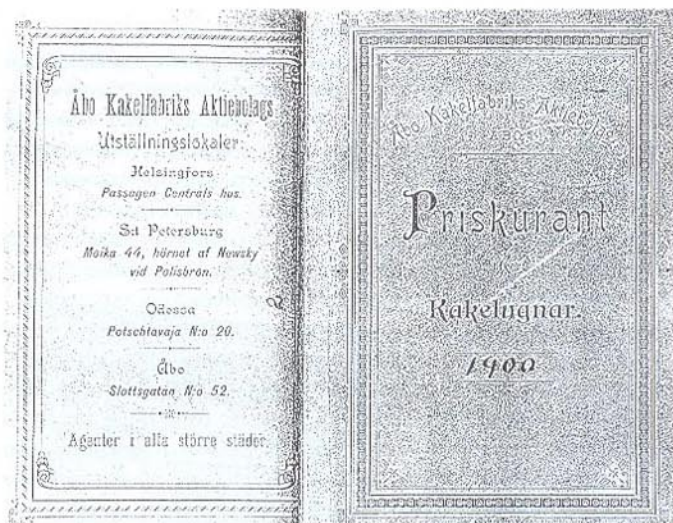 Åbo Kakelfabriks Aktiebolags
Utställningslokaler:
Helsingfors
Passagen Centrals hus.
S:t Petersburg
Moika 44, hörnet af Newsky
vid Polisbron.
Odessa
Potschtavaja N:o 20.
Åbo
Slottsgatan N:o 52.
Agenter i alla större städer.
Åbo Kakelfabriks Aktiebolag
Priskurant
Kakelugnar.
1900